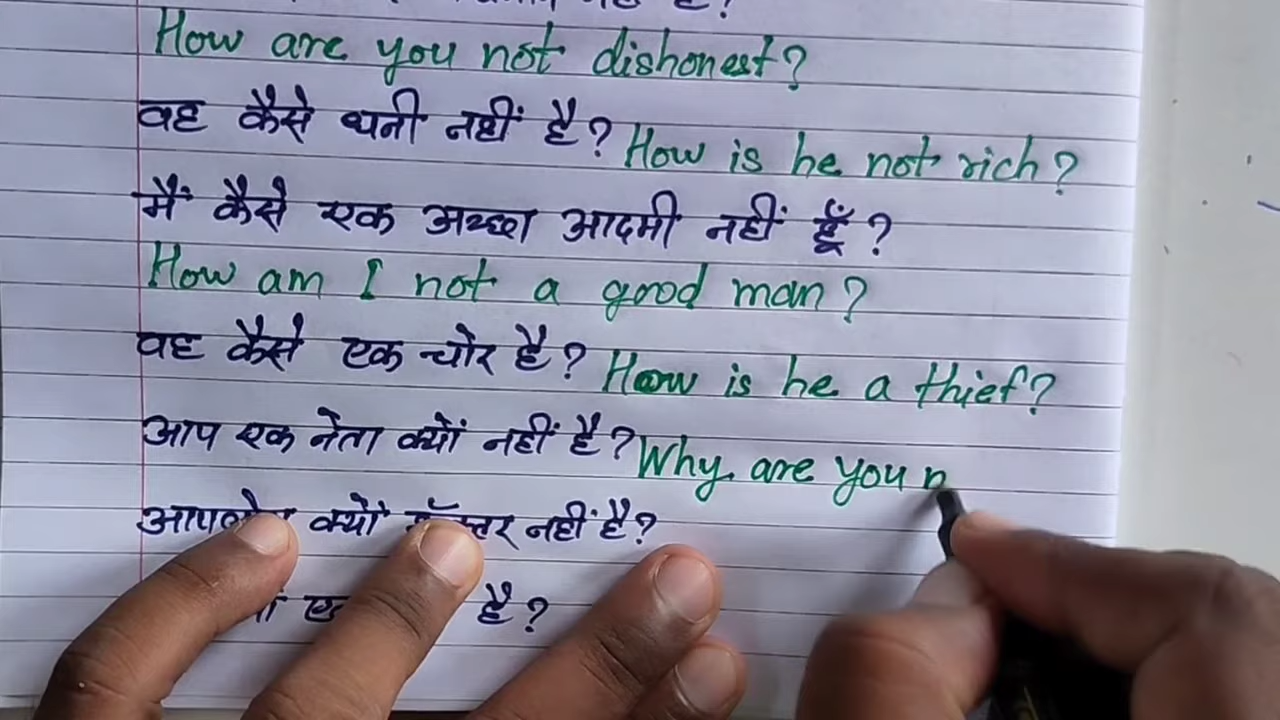 How are you not dishonest?
वह कैसे धनी नहीं है? How is he not rich?
मैं कैसे एक अच्छा आदमी नहीं हूँ?
How am I not a good man?
वह कैसे एक चोर है? How is he a thief?
आप एक नेता क्यों नहीं है? Why are you n
क्यों नहीं है?
है?